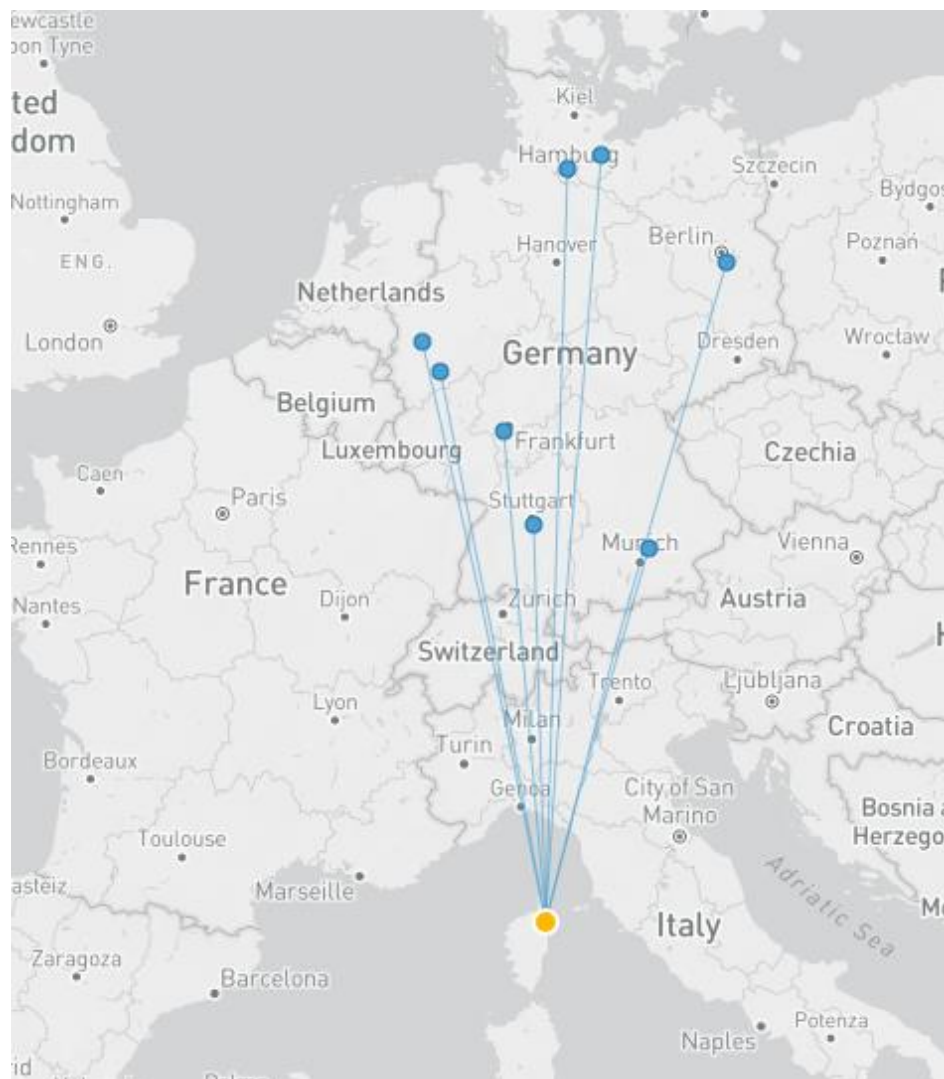 ewcastle
pon Tyne
ted
dom
Kiel
Hamburg
Szczecin
Nottingham
Bydgos
ENG.
Hanover
Berlin
Poznań
Netherlands
London
Germany
Dresden
Wrocław
Belgium
Luxembourg
Frankfurt
Czechia
Caen
Paris
Stuttgart
Rennes
Munich
Vienna
France
Nantes
Dijon
Zurich
Austria
Switzerland
Trento
Ljubljana
Lyon
Milan
Croatia
Turin
Bordeaux
Genoa
City of San
Marino
Bosnia a
Herzego
Toulouse
Marseille
asteiz
Adriatic Sea
Mo
Italy
Zaragoza
Barcelona
Naples
Potenza
rid